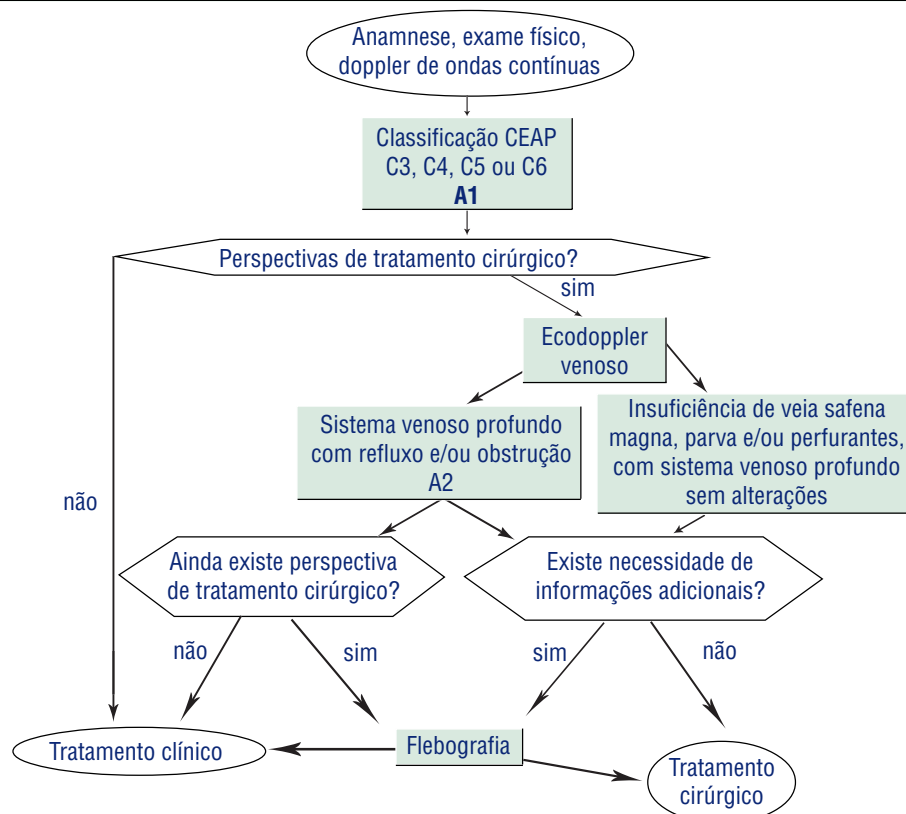 Anamnese, exame físico,
doppler de ondas contínuas
Classificação CEAP
C3, C4, C5 ou C6
A1
Perspectivas de tratamento cirúrgico?
sim
Ecodoppler
venoso
Sistema venoso profundo
com refluxo e/ou obstrução
A2
Insuficiência de veia safena
magna, parva e/ou perfurantes,
com sistema venoso profundo
sem alterações
não
Ainda existe perspectiva
de tratamento cirúrgico?
Existe necessidade de
informações adicionais?
não
sim
sim
não
Tratamento clínico
Flebografia
Tratamento
cirúrgico